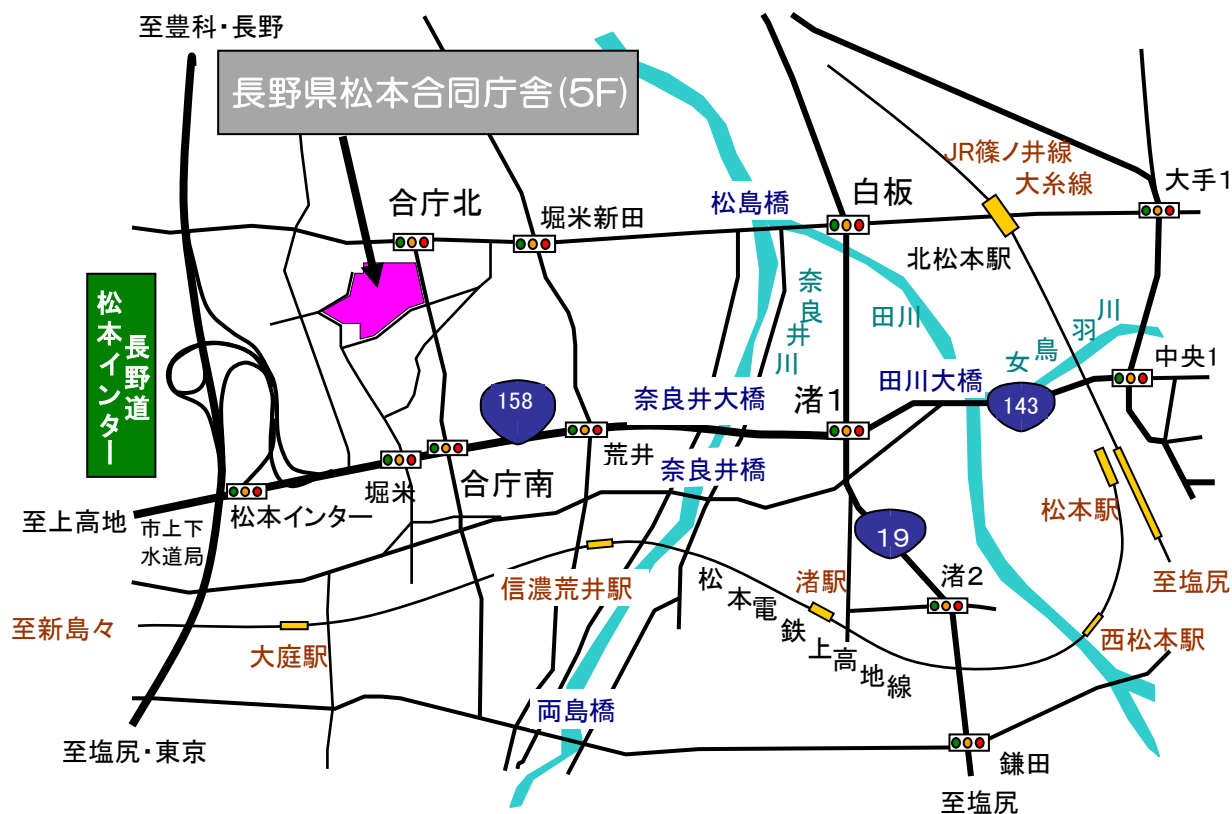 至豊科・長野
長野県松本合同庁舎(5F)
JR篠ノ井線
大糸線
大手1
白板
松島橋
合庁北
堀米新田
北松本駅
長野道
松本インター
奈良井川
田川
女鳥羽川
中央1
158
奈良井大橋
渚1
田川大橋
143
荒井
奈良井橋
合庁南
堀米
松本インター
松本駅
至上高地
市上下
水道局
19
信濃荒井駅
松本電鉄上高地線
渚駅
渚2
至塩尻
至新島々
大庭駅
西松本駅
両島橋
至塩尻・東京
鎌田
至塩尻